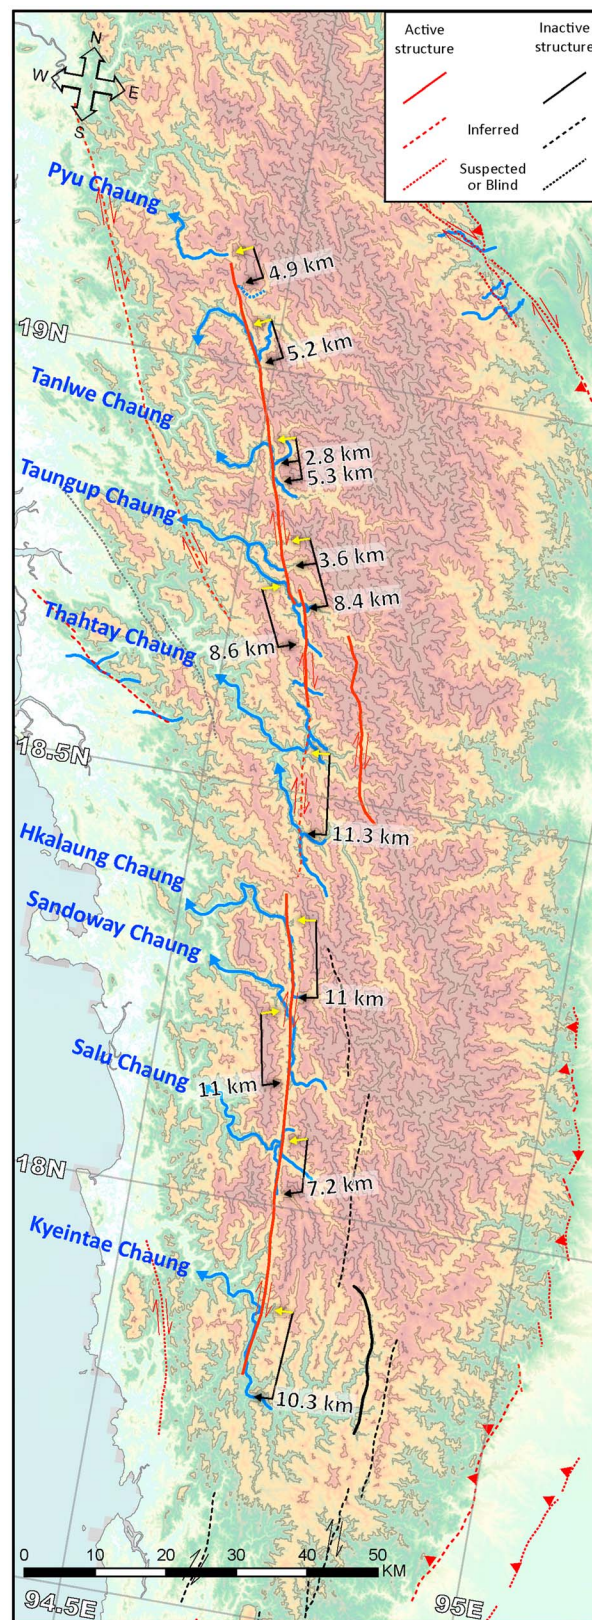 Active structure
Inactive structure
Inferred
Suspected or Blind
N
W
E
S
Pyu Chaung
4.9 km
19N
5.2 km
Tanlwe Chaung
2.8 km
5.3 km
Taungup Chaung
3.6 km
8.4 km
Thahtay Chaung
8.6 km
18.5N
11.3 km
Hkalaung Chaung
Sandoway Chaung
11 km
Salu Chaung
11 km
18N
7.2 km
Kyeintae Chaung
10.3 km
0 10 20 30 40 50
KM
94.5E
95E